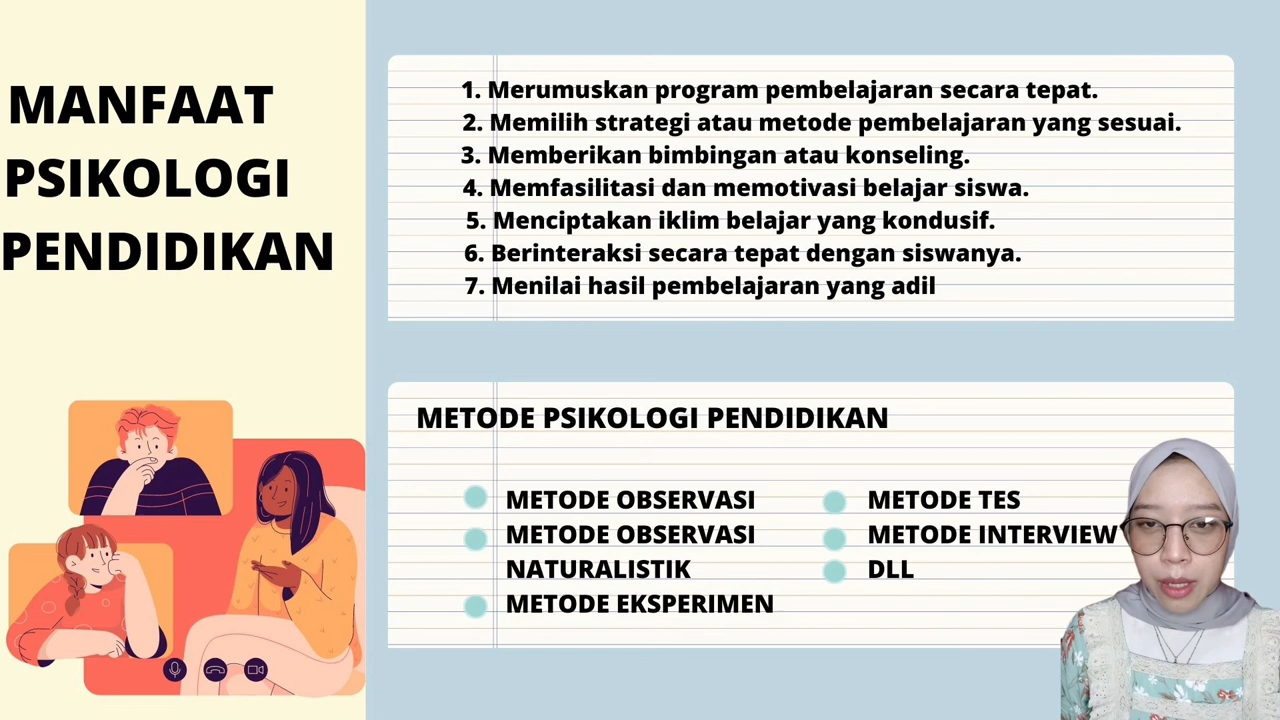 MANFAAT
PSIKOLOGI
PENDIDIKAN
1. Merumuskan program pembelajaran secara tepat.
2. Memilih strategi atau metode pembelajaran yang sesuai.
3. Memberikan bimbingan atau konseling.
4. Memfasilitasi dan memotivasi belajar siswa.
5. Menciptakan iklim belajar yang kondusif.
6. Berinteraksi secara tepat dengan siswanya.
7. Menilai hasil pembelajaran yang adil
METODE PSIKOLOGI PENDIDIKAN
METODE OBSERVASI
METODE OBSERVASI
NATURALISTIK
METODE EKSPERIMEN
METODE TES
METODE INTERVIEW
DLL